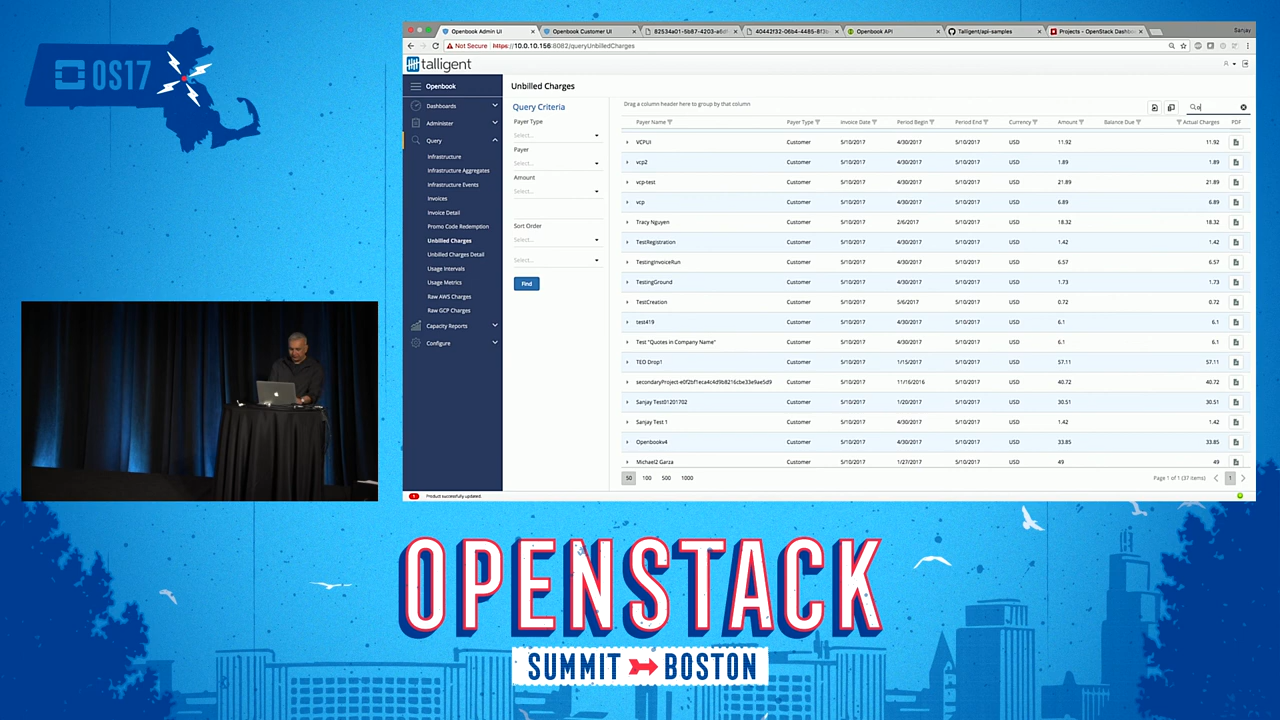 OS17
Openbook Admin UI
Openbook Customer UI
Openbook API
Talligent/api-samples
Projects - OpenStack Dashbo
Sanjay
Not Secure https://10.0.10.156:8082/queryUnbilledCharges
talligent
Openbook
Dashboards
Administer
Query
Infrastructure
Infrastructure Aggregates
Infrastructure Events
Invoices
Invoice Detail
Promo Code Redemption
Unbilled Charges
Unbilled Charges Detail
Usage Intervals
Usage Metrics
Raw AWS Charges
Raw GCP Charges
Capacity Reports
Configure
Unbilled Charges
Query Criteria
Payer Type
Select...
Payer
Select...
Amount
Select...
Sort Order
Select...
Select...
Find
Drag a column header here to group by that column
o
Payer Name Payer Type Invoice Date Period Begin Period End Currency Amount Balance Due Actual Charges PDF
VCPUI Customer 5/10/2017 4/30/2017 5/10/2017 USD 11.92 11.92
vcp2 Customer 5/10/2017 4/30/2017 5/10/2017 USD 1.89 1.89
vcp-test Customer 5/10/2017 4/30/2017 5/10/2017 USD 21.89 21.89
vcp Customer 5/10/2017 4/30/2017 5/10/2017 USD 6.89 6.89
Tracy Nguyen Customer 5/10/2017 2/6/2017 5/10/2017 USD 18.32 18.32
TestRegistration Customer 5/10/2017 4/30/2017 5/10/2017 USD 1.42 1.42
TestingInvoiceRun Customer 5/10/2017 4/30/2017 5/10/2017 USD 6.57 6.57
TestingGround Customer 5/10/2017 4/30/2017 5/10/2017 USD 1.73 1.73
TestCreation Customer 5/10/2017 5/6/2017 5/10/2017 USD 0.72 0.72
test419 Customer 5/10/2017 4/30/2017 5/10/2017 USD 6.1 6.1
Test "Quotes in Company Name" Customer 5/10/2017 4/30/2017 5/10/2017 USD 6.1 6.1
TEO Drop1 Customer 5/10/2017 1/15/2017 5/10/2017 USD 57.11 57.11
secondaryProject-e0f2bf1eca4c4d9b8216cbe33e9ae5d9 Customer 5/10/2017 11/16/2016 5/10/2017 USD 40.72 40.72
Sanjay Test01201702 Customer 5/10/2017 1/20/2017 5/10/2017 USD 30.51 30.51
Sanjay Test 1 Customer 5/10/2017 4/30/2017 5/10/2017 USD 1.42 1.42
Openbookv4 Customer 5/10/2017 4/30/2017 5/10/2017 USD 33.85 33.85
Michael2 Garza Customer 5/10/2017 1/27/2017 5/10/2017 USD 49 49
50 100 500 1000
Page 1 of 1 (37 items) 1
Product successfully updated.
OPENSTACK
SUMMIT BOSTON